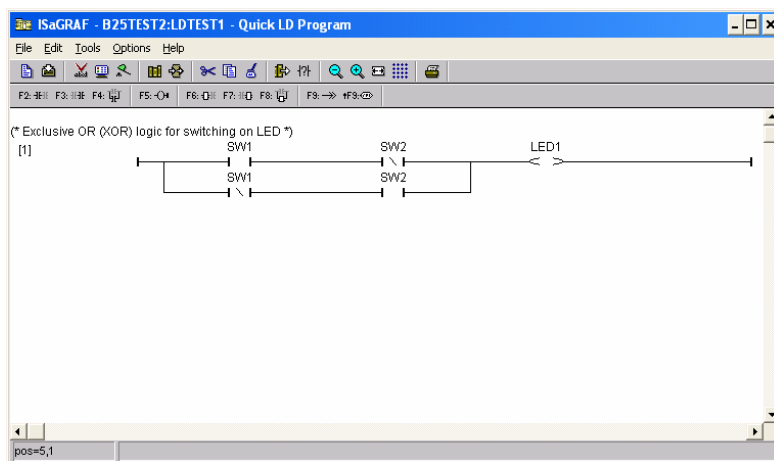 ISaGRAF - B25TEST2:LDTEST1 - Quick LD Program
File Edit Tools Options Help
F2: F3: F4: F5: F6: F7: F8: F9: ↑F9:
(* Exclusive OR (XOR) logic for switching on LED *)
[1] SW1 SW2 LED1
SW1 SW2
pos=5,1